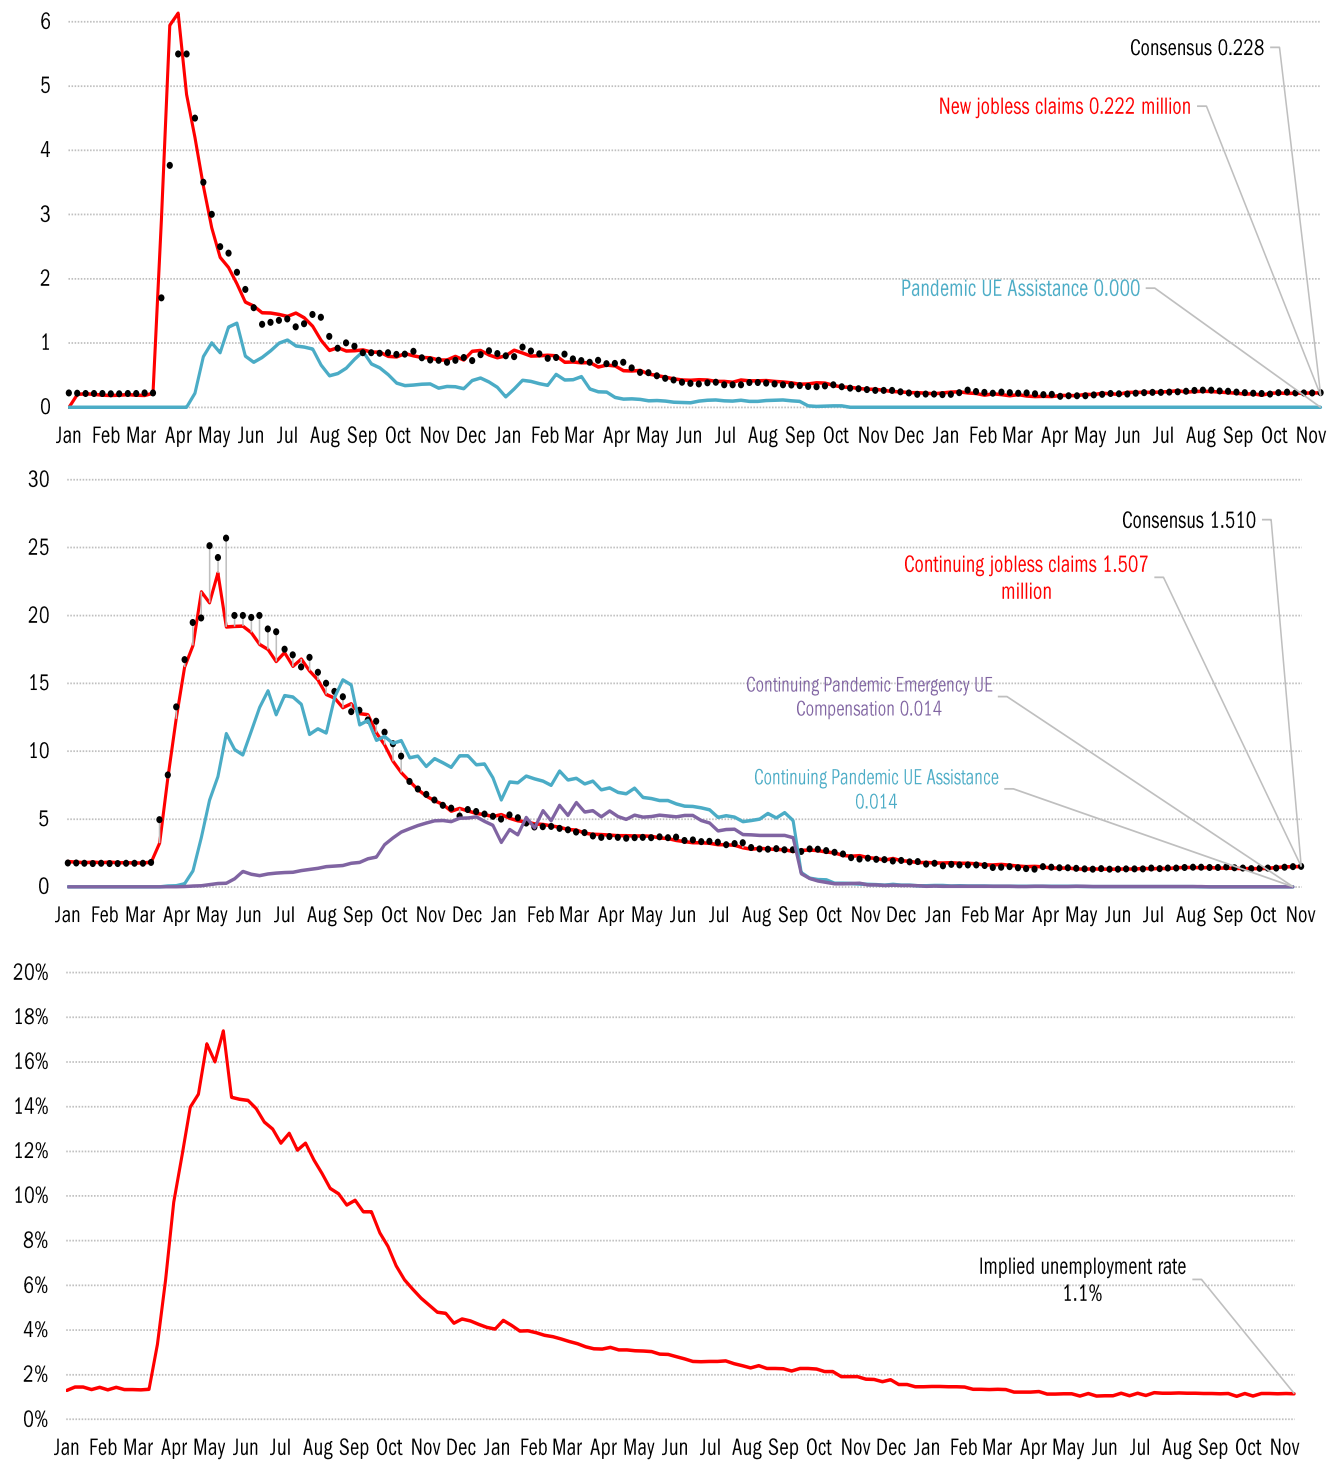 6
Consensus 0.228
5
New jobless claims 0.222 million
4
3
2
Pandemic UE Assistance 0.000
1
0
Jan Feb Mar Apr May Jun Jul Aug Sep Oct Nov Dec Jan Feb Mar Apr May Jun Jul Aug Sep Oct Nov Dec Jan Feb Mar Apr May Jun Jul Aug Sep Oct Nov
30
Consensus 1.510
25
Continuing jobless claims 1.507
million
20
15
Continuing Pandemic Emergency UE
Compensation 0.014
10
Continuing Pandemic UE Assistance
0.014
5
0
Jan Feb Mar Apr May Jun Jul Aug Sep Oct Nov Dec Jan Feb Mar Apr May Jun Jul Aug Sep Oct Nov Dec Jan Feb Mar Apr May Jun Jul Aug Sep Oct Nov
20%
18%
16%
14%
12%
10%
8%
Implied unemployment rate
1.1%
6%
4%
2%
0%
Jan Feb Mar Apr May Jun Jul Aug Sep Oct Nov Dec Jan Feb Mar Apr May Jun Jul Aug Sep Oct Nov Dec Jan Feb Mar Apr May Jun Jul Aug Sep Oct Nov